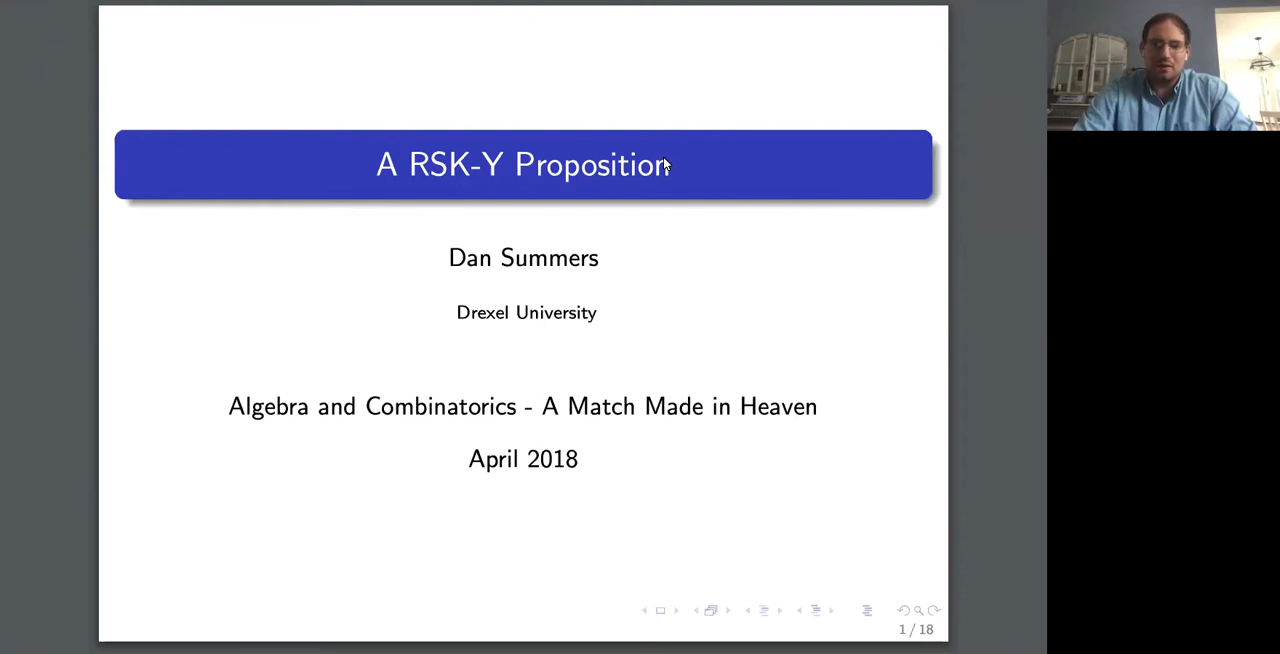 A RSK-Y Proposition
Dan Summers
Drexel University
Algebra and Combinatorics - A Match Made in Heaven
April 2018
1 / 18